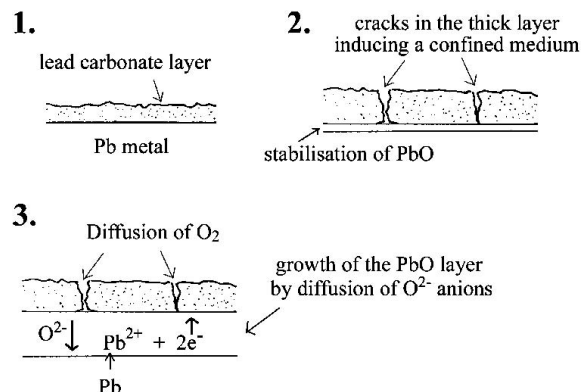 1.
lead carbonate layer
Pb metal
2.
cracks in the thick layer
inducing a confined medium
stabilisation of PbO
3.
Diffusion of O₂
growth of the PbO layer
by diffusion of O²⁻ anions
O²⁻ Pb²⁺ + 2e⁻
Pb